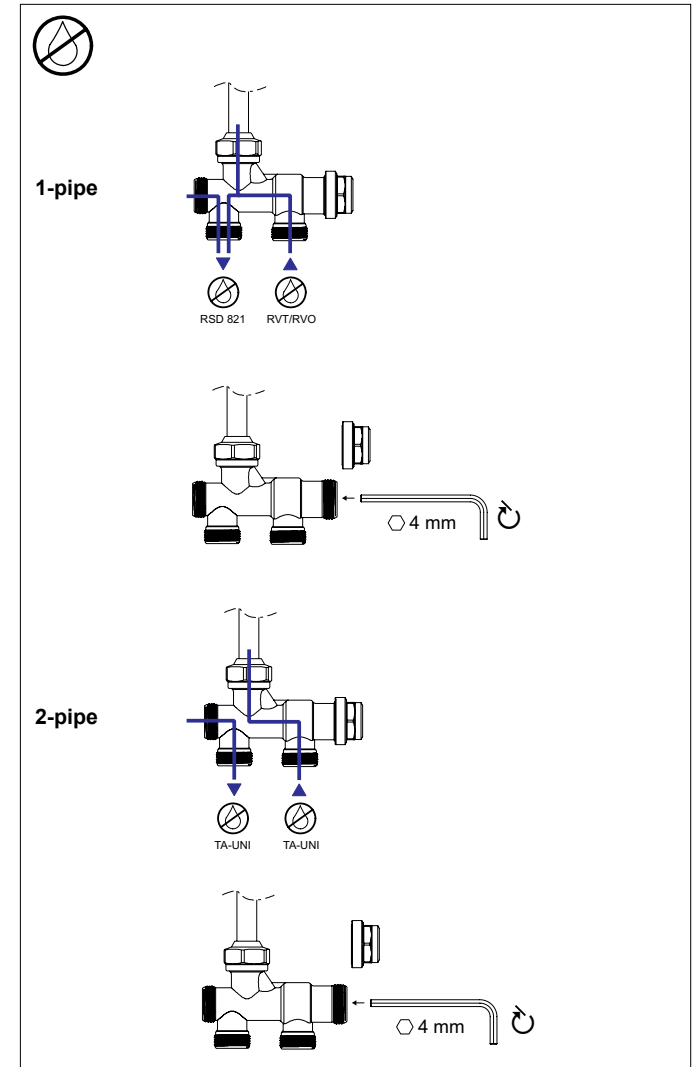 1-pipe
RSD 821 RVT/RVO
4 mm
2-pipe
TA-UNI TA-UNI
4 mm